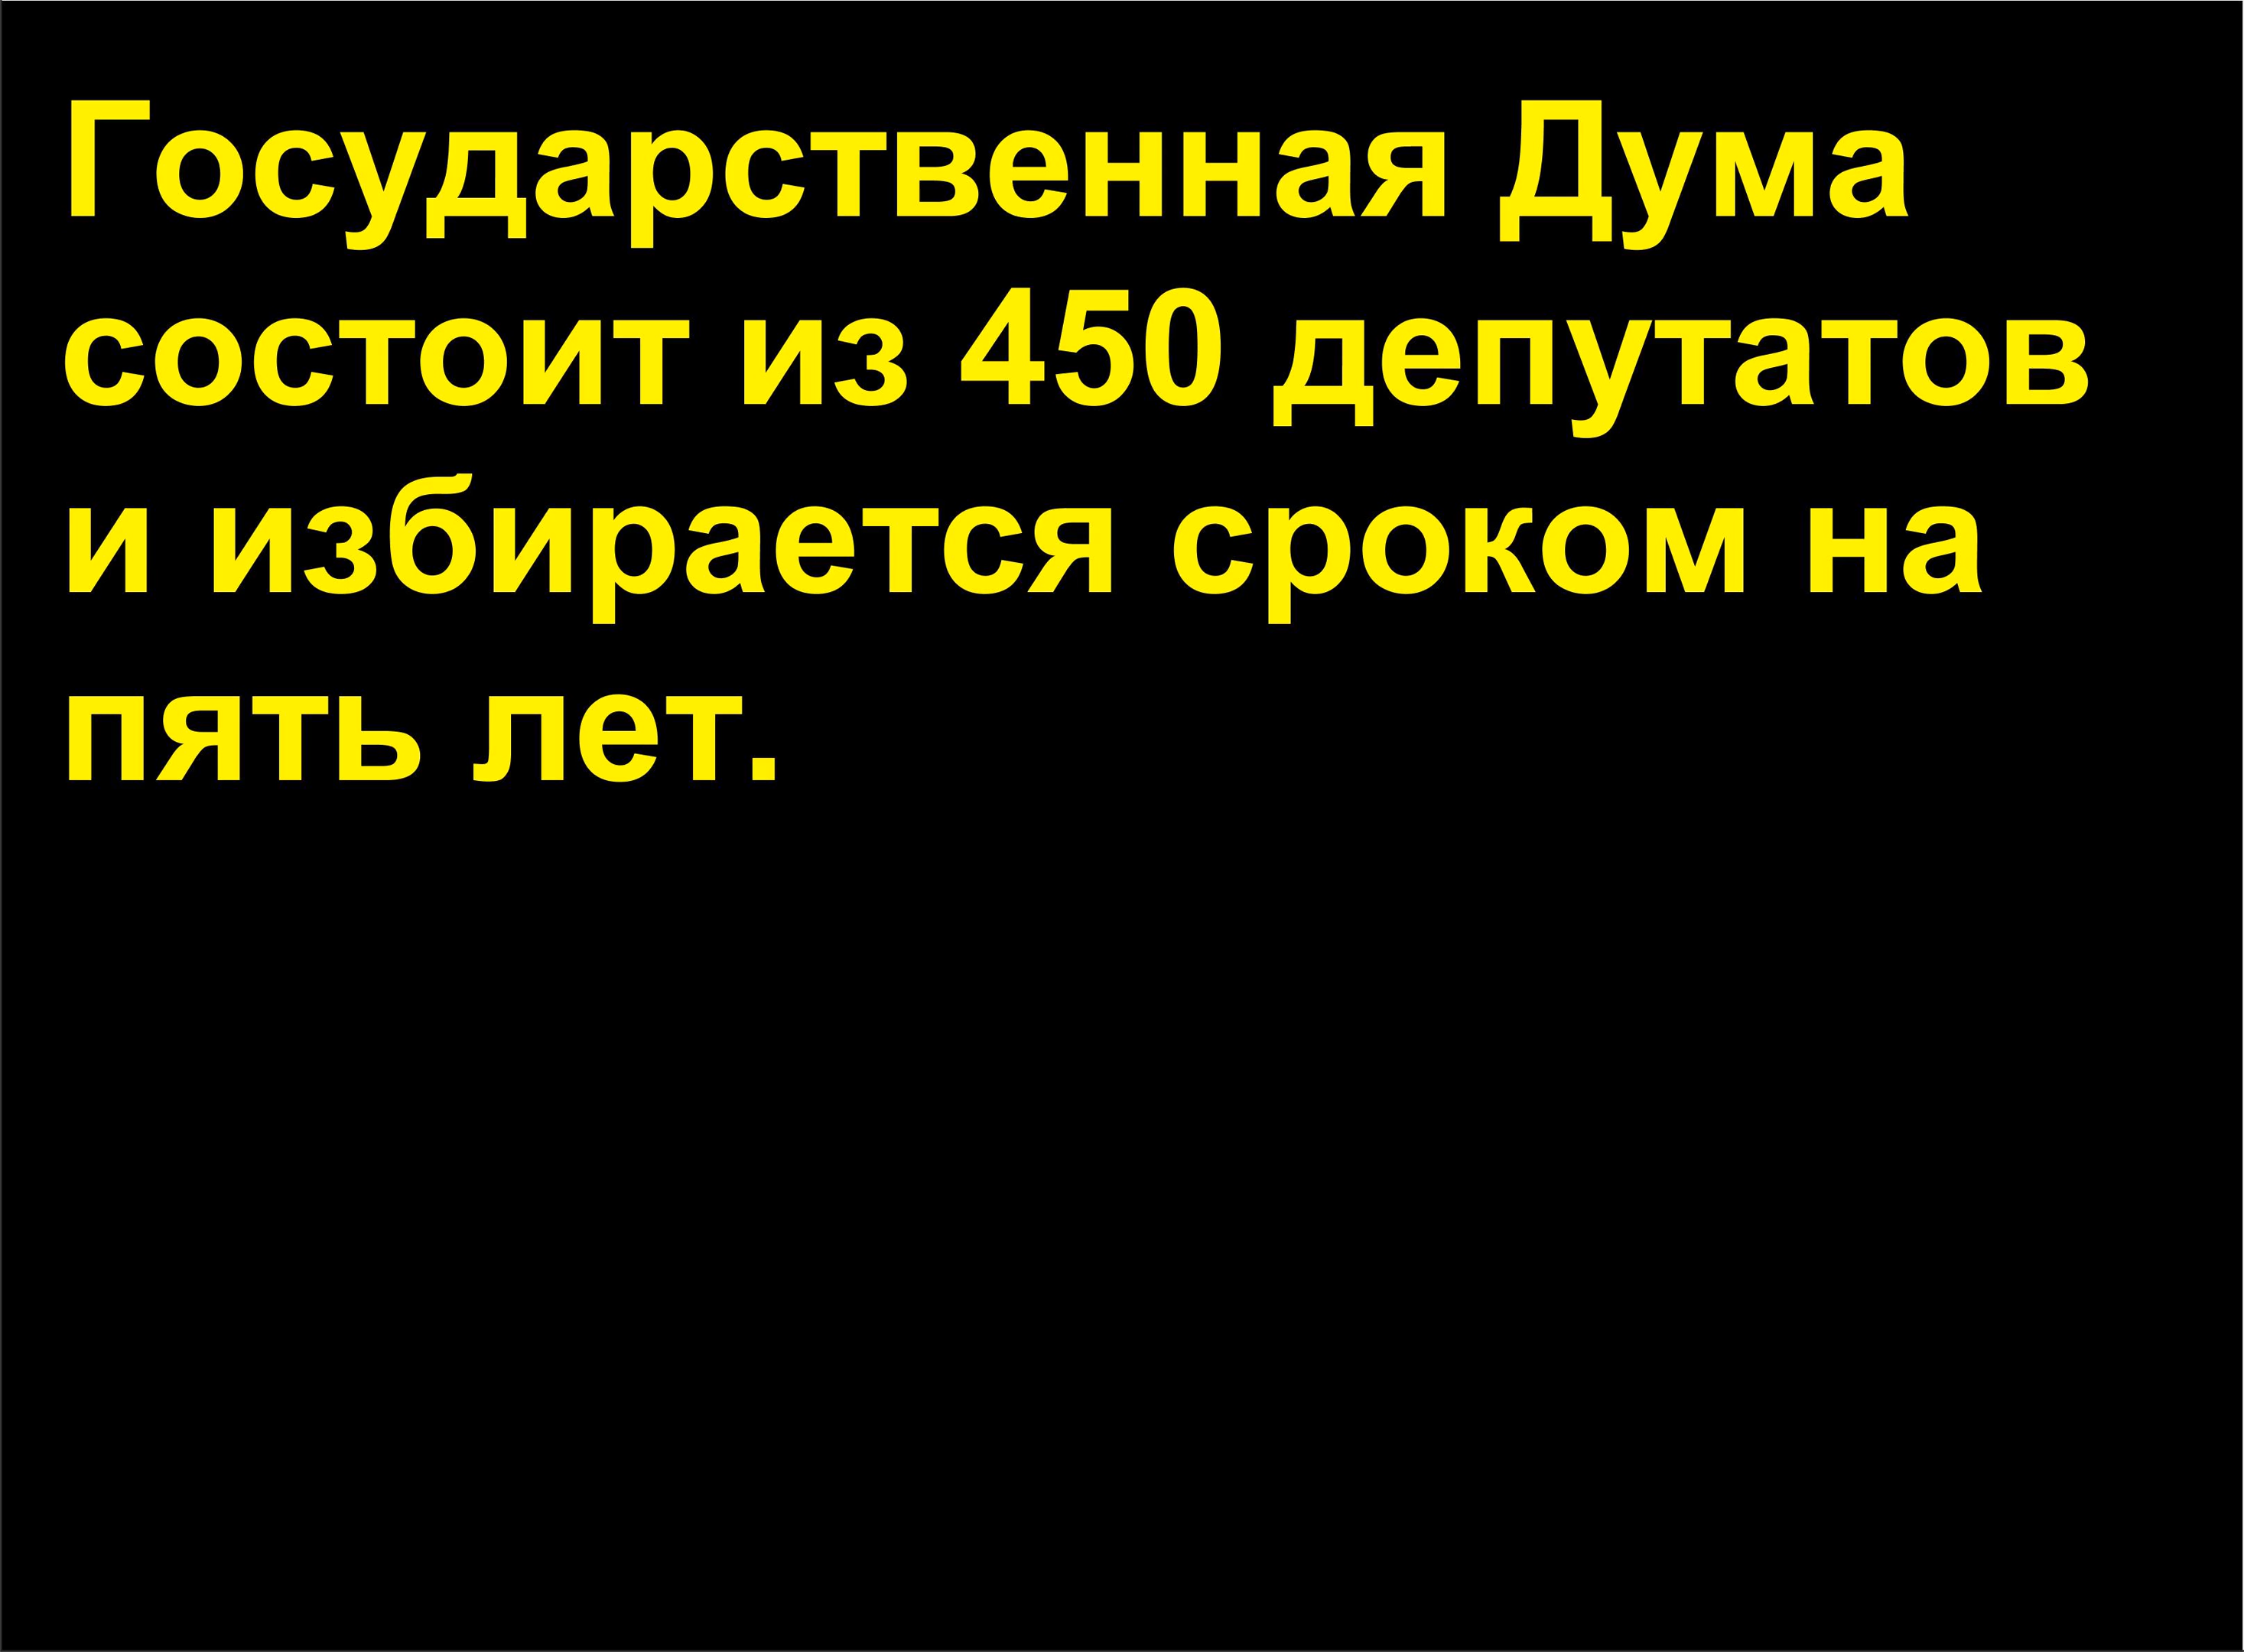 Государственная Дума
состоит из 450 депутатов
и избирается сроком на
пять лет.